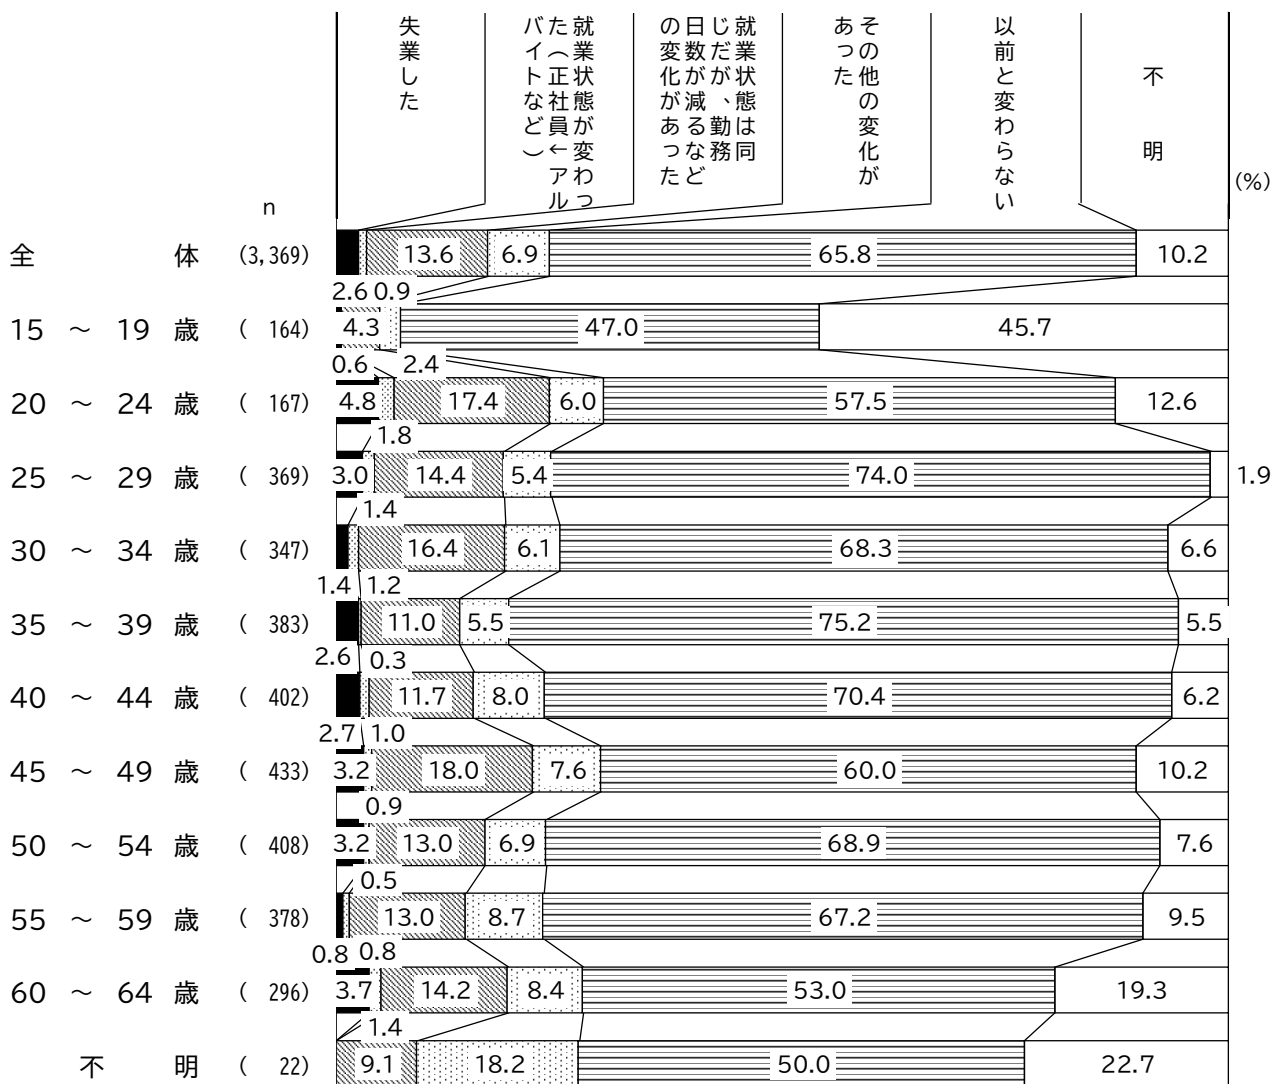 失業した
就業状態が変わっ
た（正社員←アル
バイトなど）
就業状態は同
じだが、勤務
日数が減るなど
の変化があった
その他の変化が
あった
以前と変わらない
不明
(%)
n
全体 (3,369) 13.6 6.9 65.8 10.2
2.6 0.9
15 ～ 19 歳 ( 164) 4.3 47.0 45.7
0.6 2.4
20 ～ 24 歳 ( 167) 4.8 17.4 6.0 57.5 12.6
1.8
25 ～ 29 歳 ( 369) 3.0 14.4 5.4 74.0 1.9
1.4
30 ～ 34 歳 ( 347) 16.4 6.1 68.3 6.6
1.4 1.2
35 ～ 39 歳 ( 383) 11.0 5.5 75.2 5.5
2.6 0.3
40 ～ 44 歳 ( 402) 11.7 8.0 70.4 6.2
2.7 1.0
45 ～ 49 歳 ( 433) 3.2 18.0 7.6 60.0 10.2
0.9
50 ～ 54 歳 ( 408) 3.2 13.0 6.9 68.9 7.6
0.5
55 ～ 59 歳 ( 378) 13.0 8.7 67.2 9.5
0.8 0.8
60 ～ 64 歳 ( 296) 3.7 14.2 8.4 53.0 19.3
1.4
不明 ( 22) 9.1 18.2 50.0 22.7